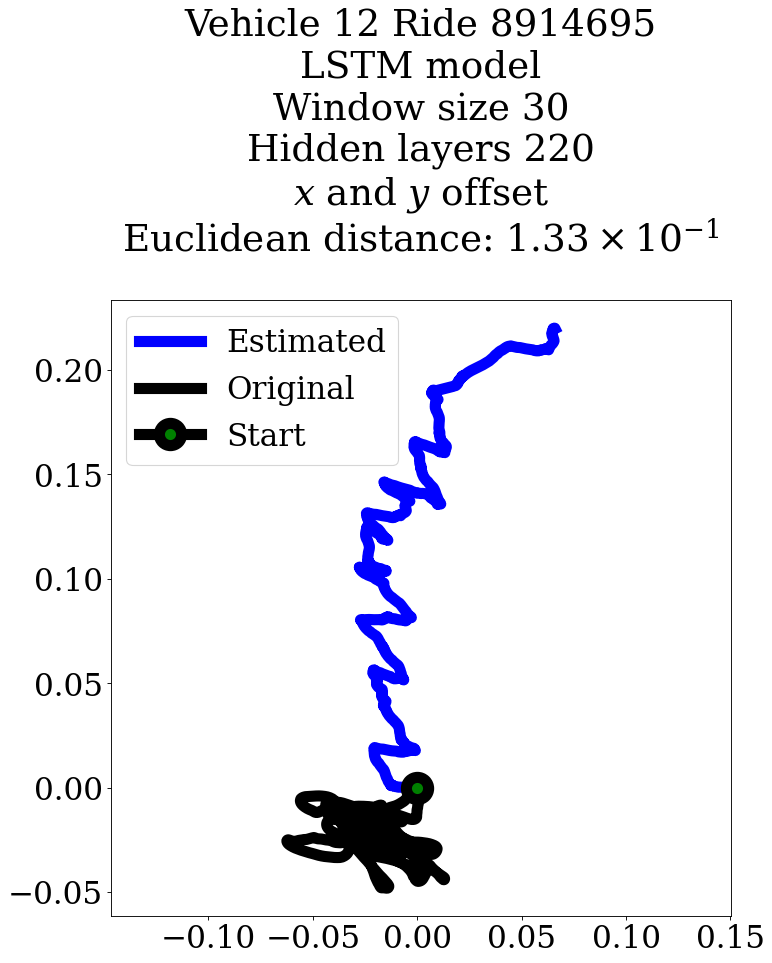 Vehicle 12 Ride 8914695
LSTM model
Window size 30
Hidden layers 220
x and y offset
Euclidean distance: 1.33 × 10⁻¹
Estimated
Original
Start
0.20
0.15
0.10
0.05
0.00
−0.05
−0.10 −0.05 0.00 0.05 0.10 0.15